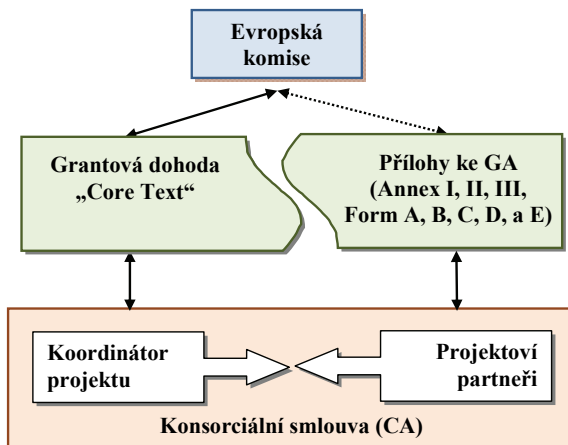 Evropská
komise
Grantová dohoda
„Core Text“
Přílohy ke GA
(Annex I, II, III,
Form A, B, C, D, a E)
Koordinátor
projektu
Projektoví
partneři
Konsorciální smlouva (CA)